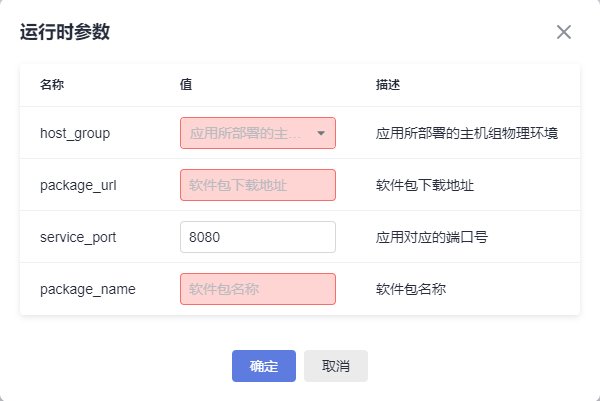 运行时参数
名称 值 描述
host_group 应用所部署的主... 应用所部署的主机组物理环境
package_url 软件包下载地址 软件包下载地址
service_port 8080 应用对应的端口号
package_name 软件包名称 软件包名称
确定 取消